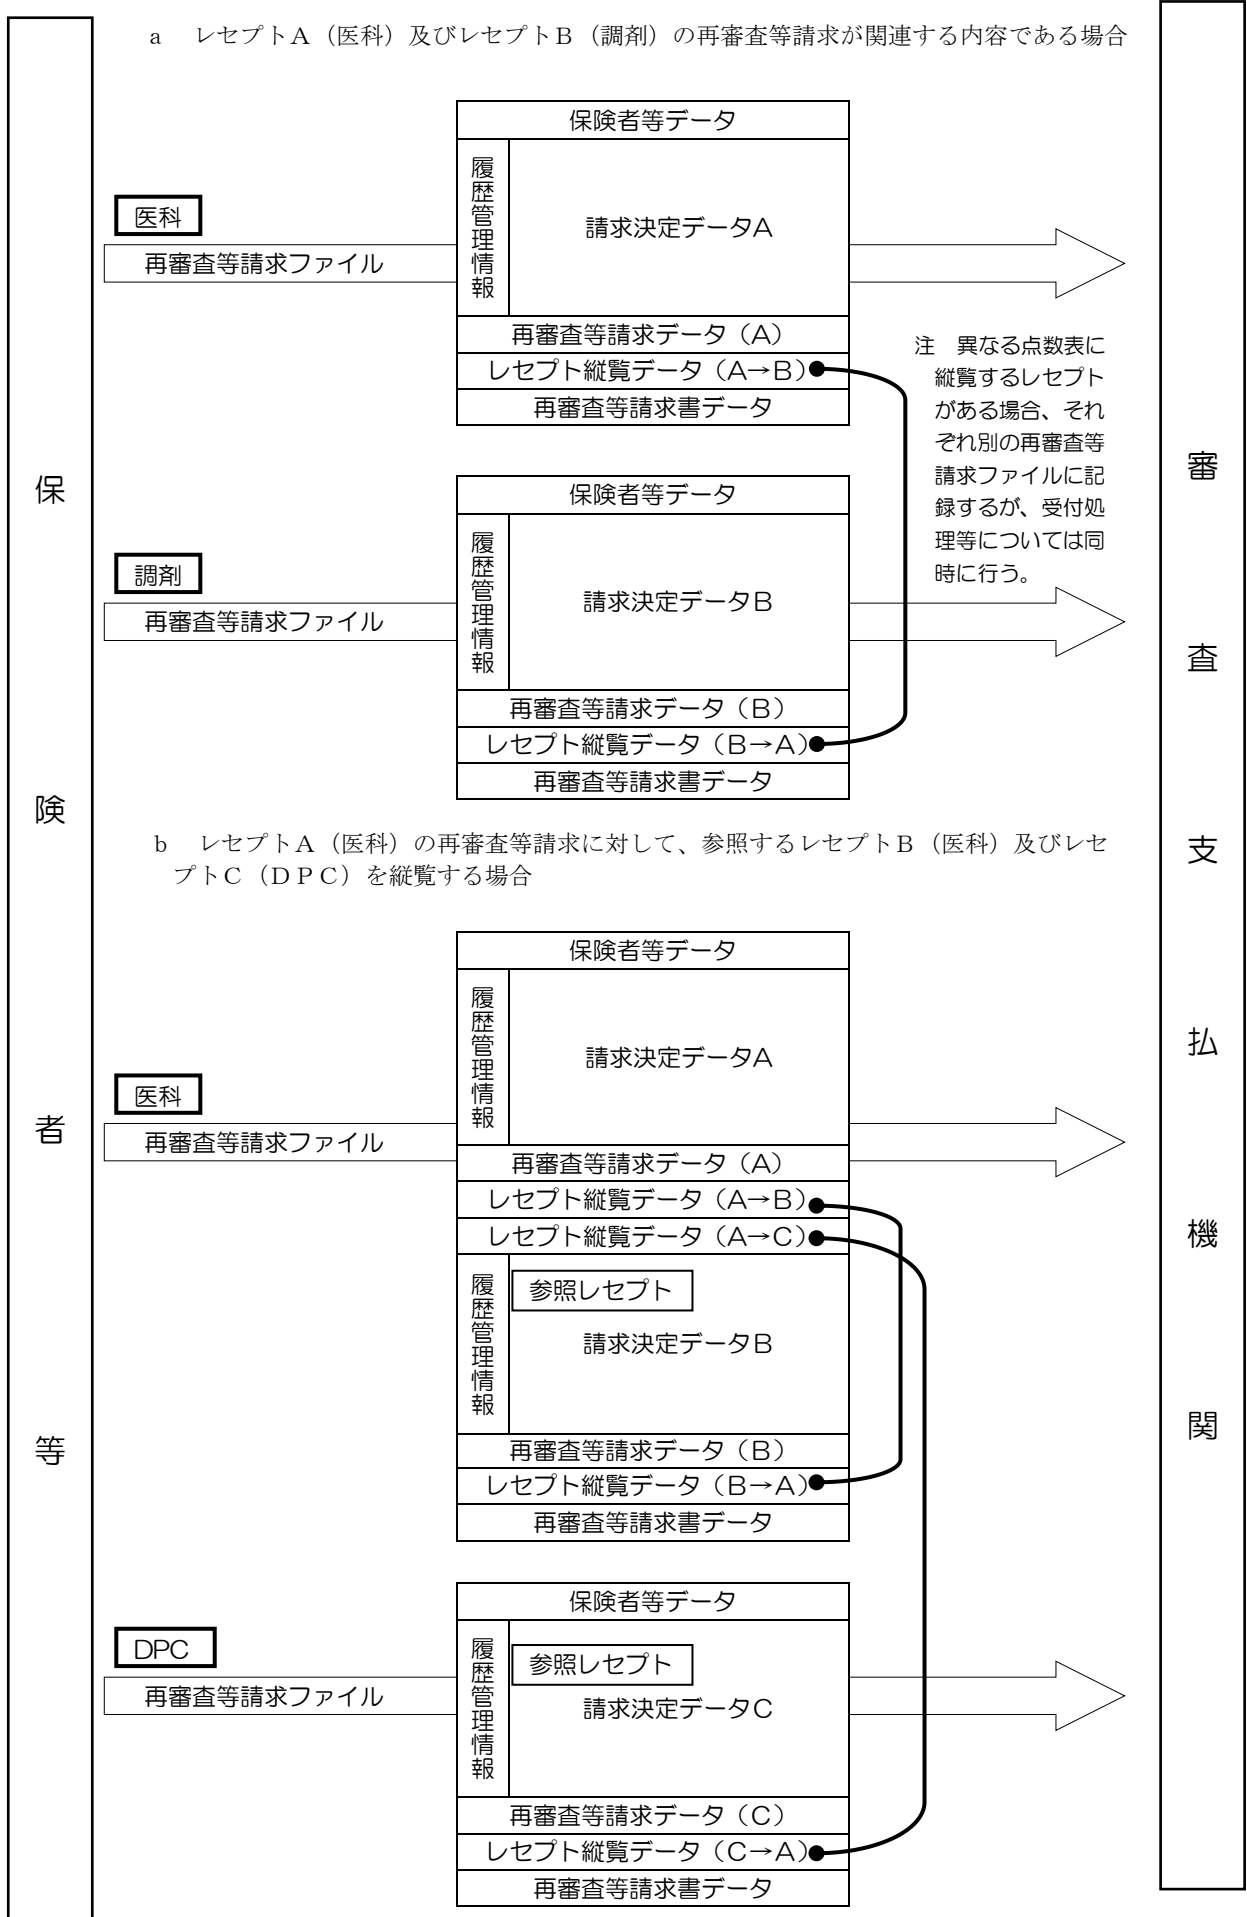 保険者等
審査支払機関
a　レセプトＡ（医科）及びレセプトＢ（調剤）の再審査等請求が関連する内容である場合
医科
再審査等請求ファイル
保険者等データ
履歴管理情報
請求決定データA
再審査等請求データ（A）
レセプト縦覧データ（A→B）
再審査等請求書データ
注　異なる点数表に
縦覧するレセプト
がある場合、それ
ぞれ別の再審査等
請求ファイルに記
録するが、受付処
理等については同
時に行う。
調剤
再審査等請求ファイル
保険者等データ
履歴管理情報
請求決定データB
再審査等請求データ（B）
レセプト縦覧データ（B→A）
再審査等請求書データ
b　レセプトＡ（医科）の再審査等請求に対して、参照するレセプトＢ（医科）及びレセ
プトＣ（ＤＰＣ）を縦覧する場合
医科
再審査等請求ファイル
保険者等データ
履歴管理情報
請求決定データA
再審査等請求データ（A）
レセプト縦覧データ（A→B）
レセプト縦覧データ（A→C）
履歴管理情報
参照レセプト
請求決定データB
再審査等請求データ（B）
レセプト縦覧データ（B→A）
再審査等請求書データ
DPC
再審査等請求ファイル
保険者等データ
履歴管理情報
参照レセプト
請求決定データC
再審査等請求データ（C）
レセプト縦覧データ（C→A）
再審査等請求書データ